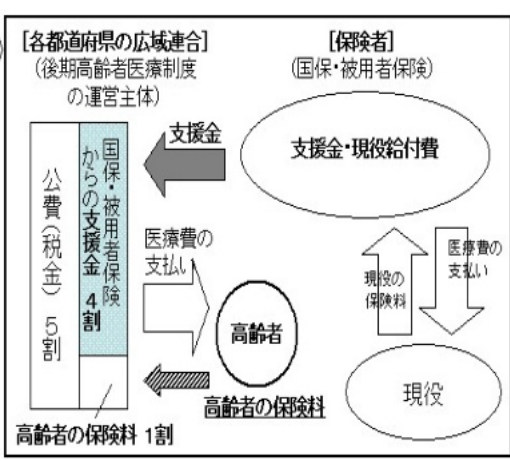 [各都道府県の広域連合]
(後期高齢者医療制度
の運営主体)
[保険者]
(国保・被用者保険)
支援金
支援金・現役給付費
公費(税金) 5割
国保・被用者保険
からの支援金 4割
医療費の
支払い
高齢者
高齢者の保険料
高齢者の保険料 1割
現役の
保険料
医療費の
支払い
現役